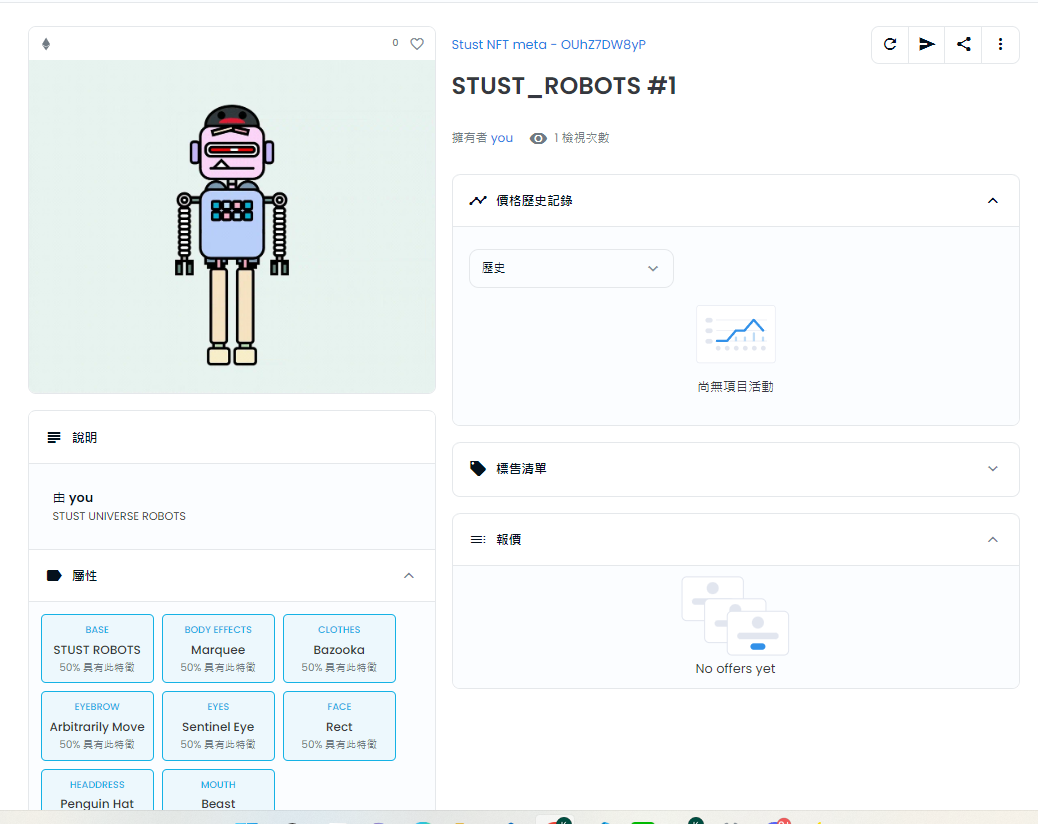 0
Stust NFT meta - OUhZ7DW8yP
STUST_ROBOTS #1
擁有者 you 1 檢視次數
價格歷史記錄
歷史
尚無項目活動
標售清單
報價
No offers yet
說明
由 you
STUST UNIVERSE ROBOTS
屬性
BASE
STUST ROBOTS
50% 具有此特徵
BODY EFFECTS
Marquee
50% 具有此特徵
CLOTHES
Bazooka
50% 具有此特徵
EYEBROW
Arbitrarily Move
50% 具有此特徵
EYES
Sentinel Eye
50% 具有此特徵
FACE
Rect
50% 具有此特徵
HEADDRESS
Penguin Hat
MOUTH
Beast